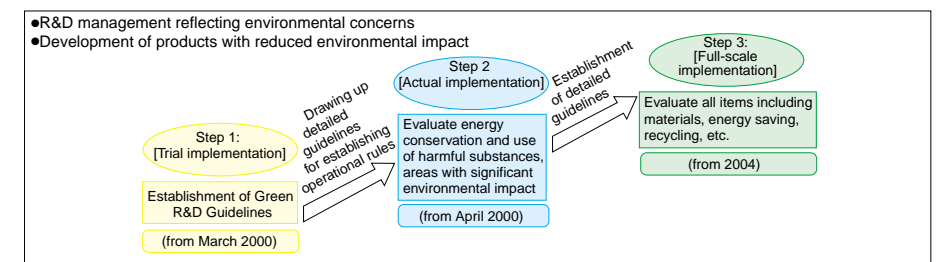 ●R&D management reflecting environmental concerns
●Development of products with reduced environmental impact
Step 1:
[Trial implementation]
Establishment of Green
R&D Guidelines
(from March 2000)
Drawing up
detailed
guidelines
for establishing
operational rules
Step 2
[Actual implementation]
Evaluate energy
conservation and use
of harmful substances,
areas with significant
environmental impact
(from April 2000)
Establishment
of detailed
guidelines
Step 3:
[Full-scale
implementation]
Evaluate all items including
materials, energy saving,
recycling, etc.
(from 2004)